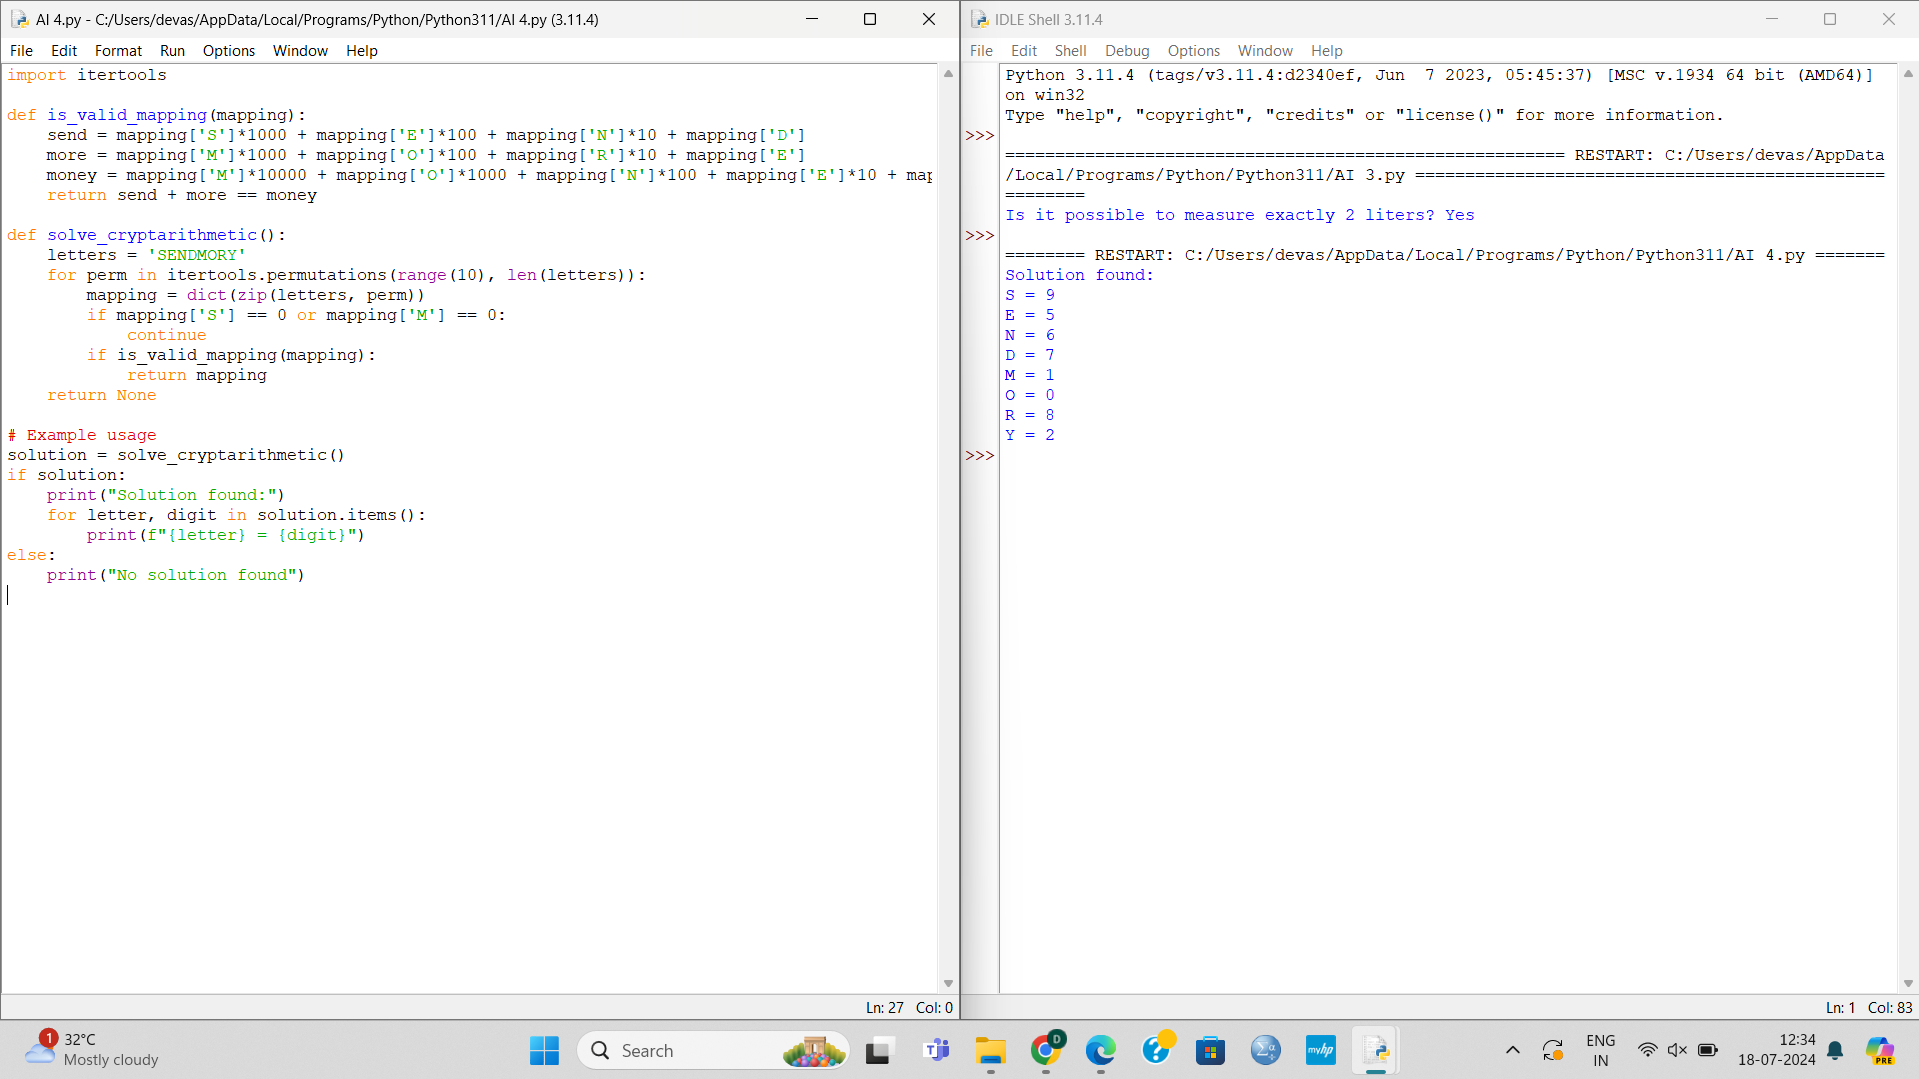 AI 4.py - C:/Users/devas/AppData/Local/Programs/Python/Python311/AI 4.py (3.11.4)
File Edit Format Run Options Window Help
import itertools
def is_valid_mapping(mapping):
    send = mapping['S']*1000 + mapping['E']*100 + mapping['N']*10 + mapping['D']
    more = mapping['M']*1000 + mapping['O']*100 + mapping['R']*10 + mapping['E']
    money = mapping['M']*10000 + mapping['O']*1000 + mapping['N']*100 + mapping['E']*10 + map
    return send + more == money
def solve_cryptarithmetic():
    letters = 'SENDMORY'
    for perm in itertools.permutations(range(10), len(letters)):
        mapping = dict(zip(letters, perm))
        if mapping['S'] == 0 or mapping['M'] == 0:
            continue
        if is_valid_mapping(mapping):
            return mapping
    return None
# Example usage
solution = solve_cryptarithmetic()
if solution:
    print("Solution found:")
    for letter, digit in solution.items():
        print(f"{letter} = {digit}")
else:
    print("No solution found")
Ln: 27 Col: 0
IDLE Shell 3.11.4
File Edit Shell Debug Options Window Help
Python 3.11.4 (tags/v3.11.4:d2340ef, Jun  7 2023, 05:45:37) [MSC v.1934 64 bit (AMD64)]
on win32
Type "help", "copyright", "credits" or "license()" for more information.
>>>
======================================================== RESTART: C:/Users/devas/AppData
/Local/Programs/Python/Python311/AI 3.py ===============================================
========
Is it possible to measure exactly 2 liters? Yes
>>>
======== RESTART: C:/Users/devas/AppData/Local/Programs/Python/Python311/AI 4.py =======
Solution found:
S = 9
E = 5
N = 6
D = 7
M = 1
O = 0
R = 8
Y = 2
>>>
Ln: 1 Col: 83
1
32°C
Mostly cloudy
Search
T
D
?
Σα
myhp
ENG
IN
12:34
18-07-2024
PRE